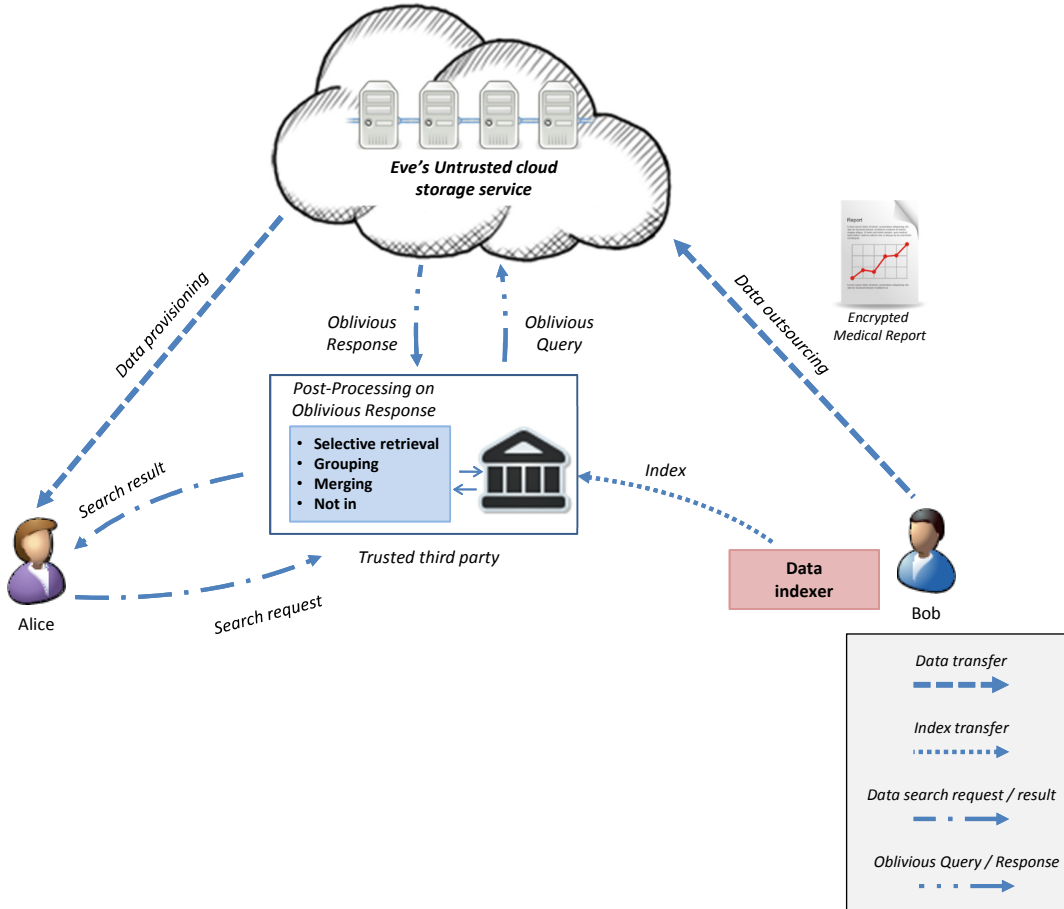 Eve's Untrusted cloud
storage service
Data provisioning
Oblivious
Response
Oblivious
Query
Data outsourcing
Report
Encrypted
Medical Report
Post-Processing on
Oblivious Response
• Selective retrieval
• Grouping
• Merging
• Not in
Trusted third party
Search result
Search request
Alice
Index
Data
indexer
Bob
Data transfer
Index transfer
Data search request / result
Oblivious Query / Response